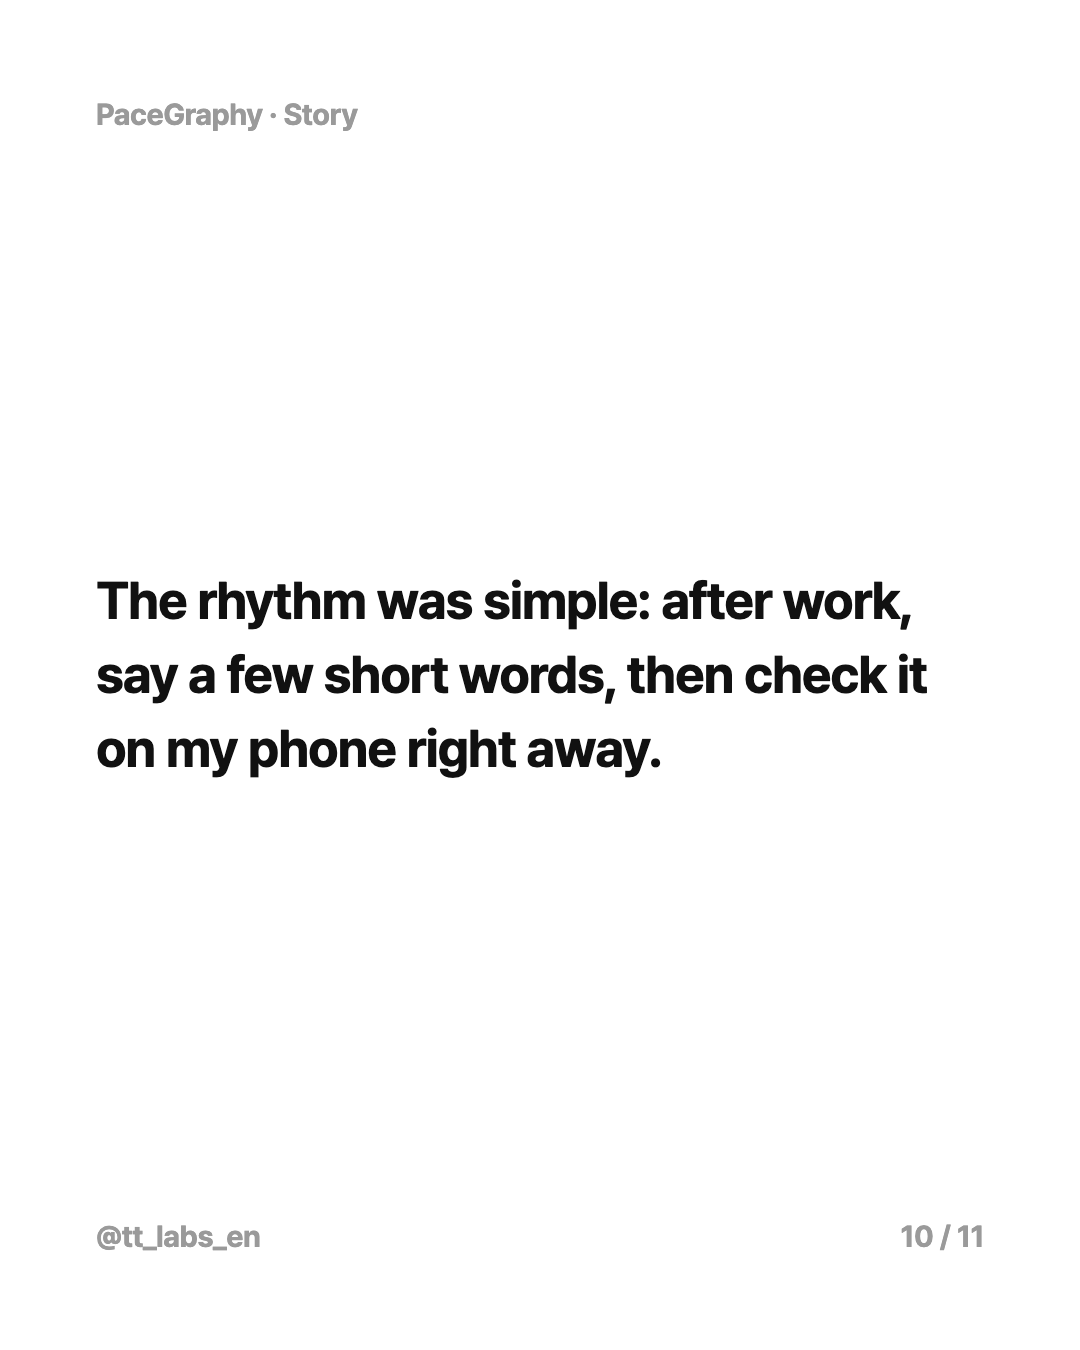 PaceGraphy · Story
The rhythm was simple: after work,
say a few short words, then check it
on my phone right away.
@tt_labs_en
10 / 11